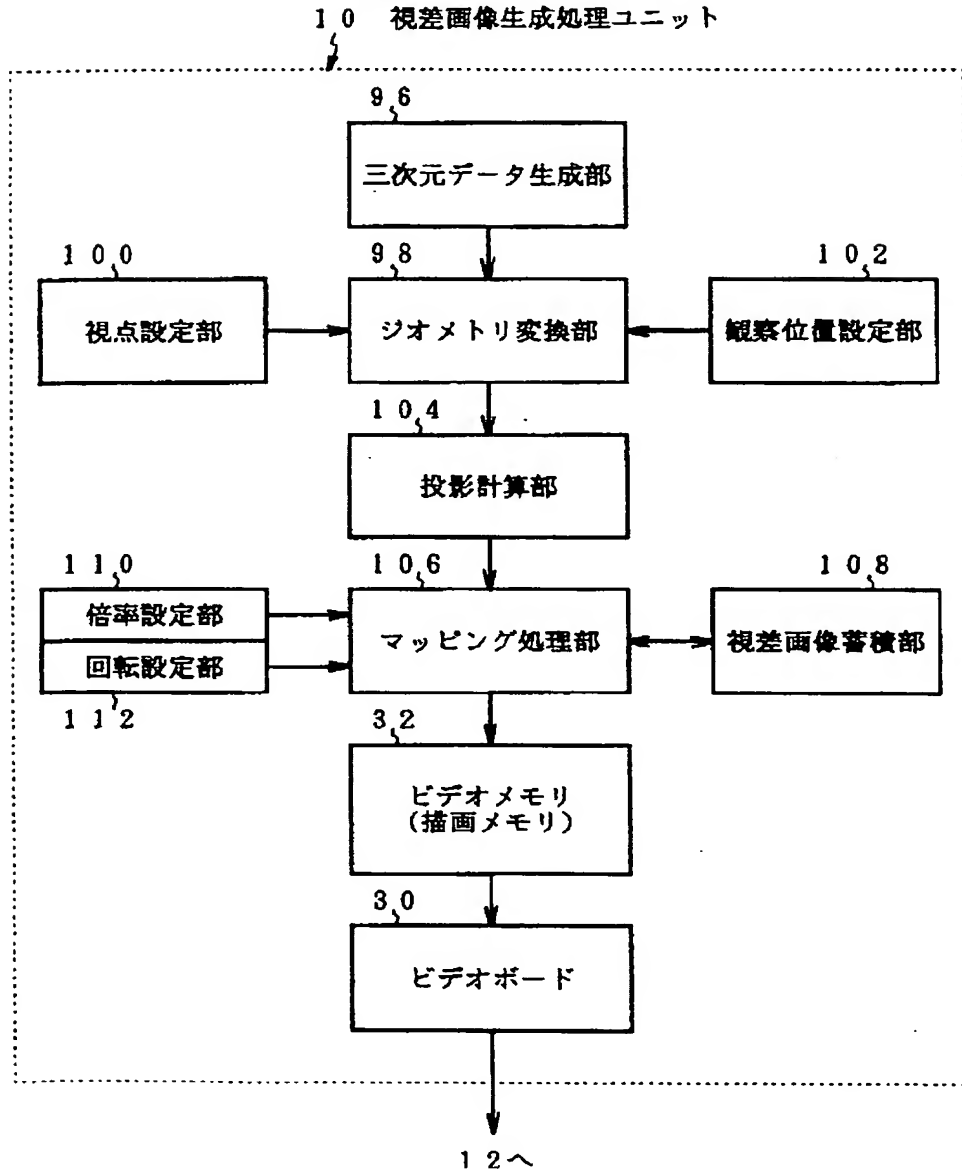 10 視差画像生成処理ユニット
96
三次元データ生成部
100
98
102
視点設定部
ジオメトリ変換部
観察位置設定部
104
投影計算部
110
106
108
倍率設定部
回転設定部
マッピング処理部
視差画像蓄積部
112
32
ビデオメモリ
(描画メモリ)
30
ビデオボード
12へ